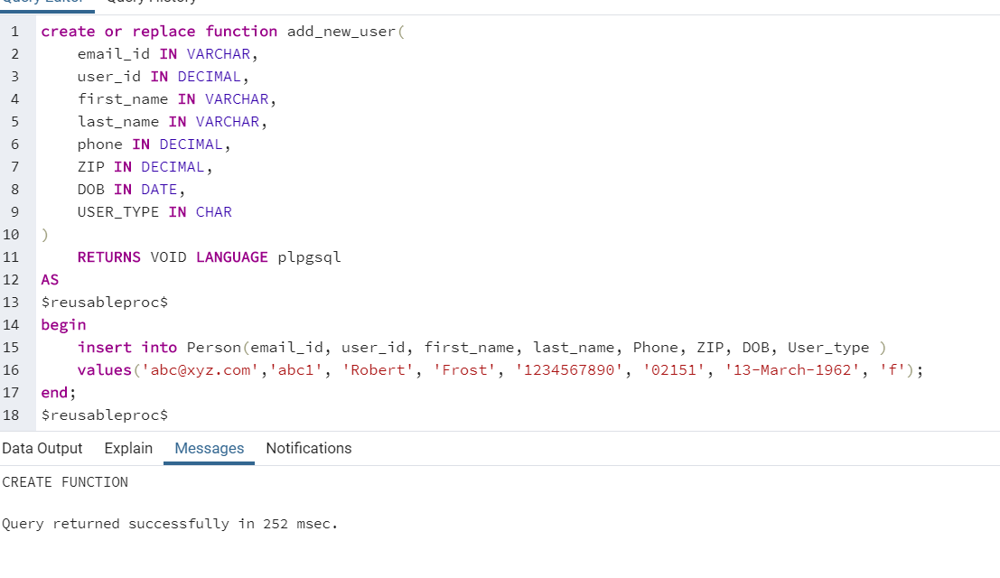 Query Editor Query History
1 create or replace function add_new_user(
2 email_id IN VARCHAR,
3 user_id IN DECIMAL,
4 first_name IN VARCHAR,
5 last_name IN VARCHAR,
6 phone IN DECIMAL,
7 ZIP IN DECIMAL,
8 DOB IN DATE,
9 USER_TYPE IN CHAR
10 )
11 RETURNS VOID LANGUAGE plpgsql
12 AS
13 $reusableproc$
14 begin
15 insert into Person(email_id, user_id, first_name, last_name, Phone, ZIP, DOB, User_type )
16 values('abc@xyz.com','abc1', 'Robert', 'Frost', '1234567890', '02151', '13-March-1962', 'f');
17 end;
18 $reusableproc$
Data Output Explain Messages Notifications
CREATE FUNCTION
Query returned successfully in 252 msec.